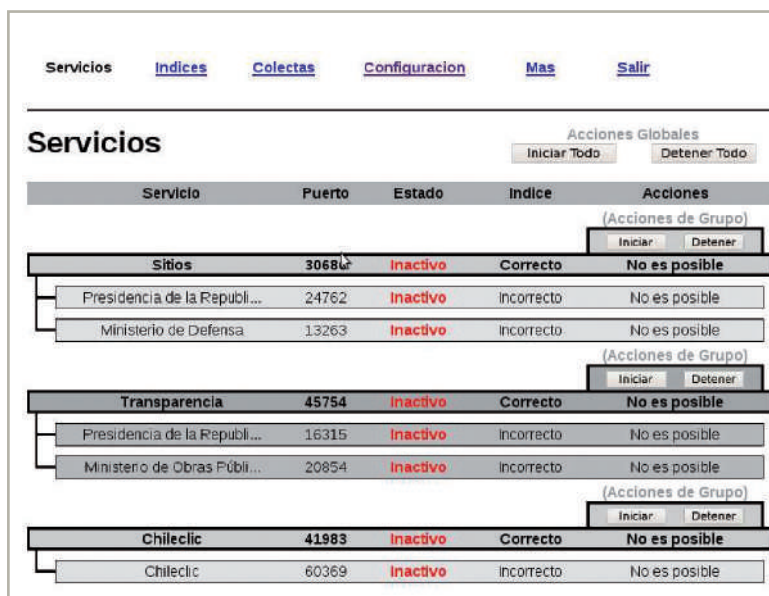 Servicios Indices Colectas Configuracion Mas Salir
Servicios
Acciones Globales
Iniciar Todo Detener Todo
Servicio Puerto Estado Indice Acciones
(Acciones de Grupo)
Iniciar Detener
Sitios Inactivo Correcto No es posible
Presidencia de la Republi... 24762 Inactivo Incorrecto No es posible
Ministerio de Defensa 13263 Inactivo Incorrecto No es posible
(Acciones de Grupo)
Iniciar Detener
Transparencia 45754 Inactivo Correcto No es posible
Presidencia de la Republi... 16315 Inactivo Incorrecto No es posible
Ministerio de Obras Públi... 20854 Inactivo Incorrecto No es posible
(Acciones de Grupo)
Iniciar Detener
Chileclic 41983 Inactivo Correcto No es posible
Chileclic 60369 Inactivo Incorrecto No es posible